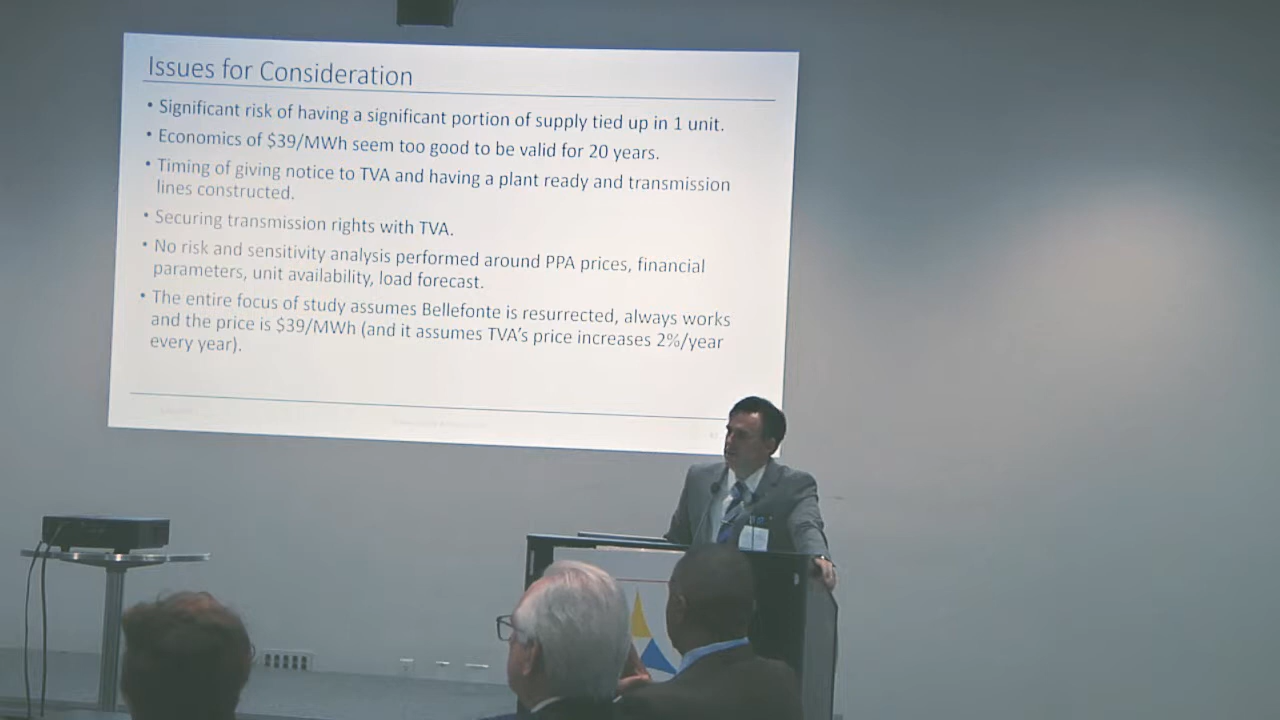 Issues for Consideration
• Significant risk of having a significant portion of supply tied up in 1 unit.
• Economics of $39/MWh seem too good to be valid for 20 years.
• Timing of giving notice to TVA and having a plant ready and transmission
lines constructed.
• Securing transmission rights with TVA.
• No risk and sensitivity analysis performed around PPA prices, financial
parameters, unit availability, load forecast.
• The entire focus of study assumes Bellefonte is resurrected, always works
and the price is $39/MWh (and it assumes TVA's price increases 2%/year
every year).